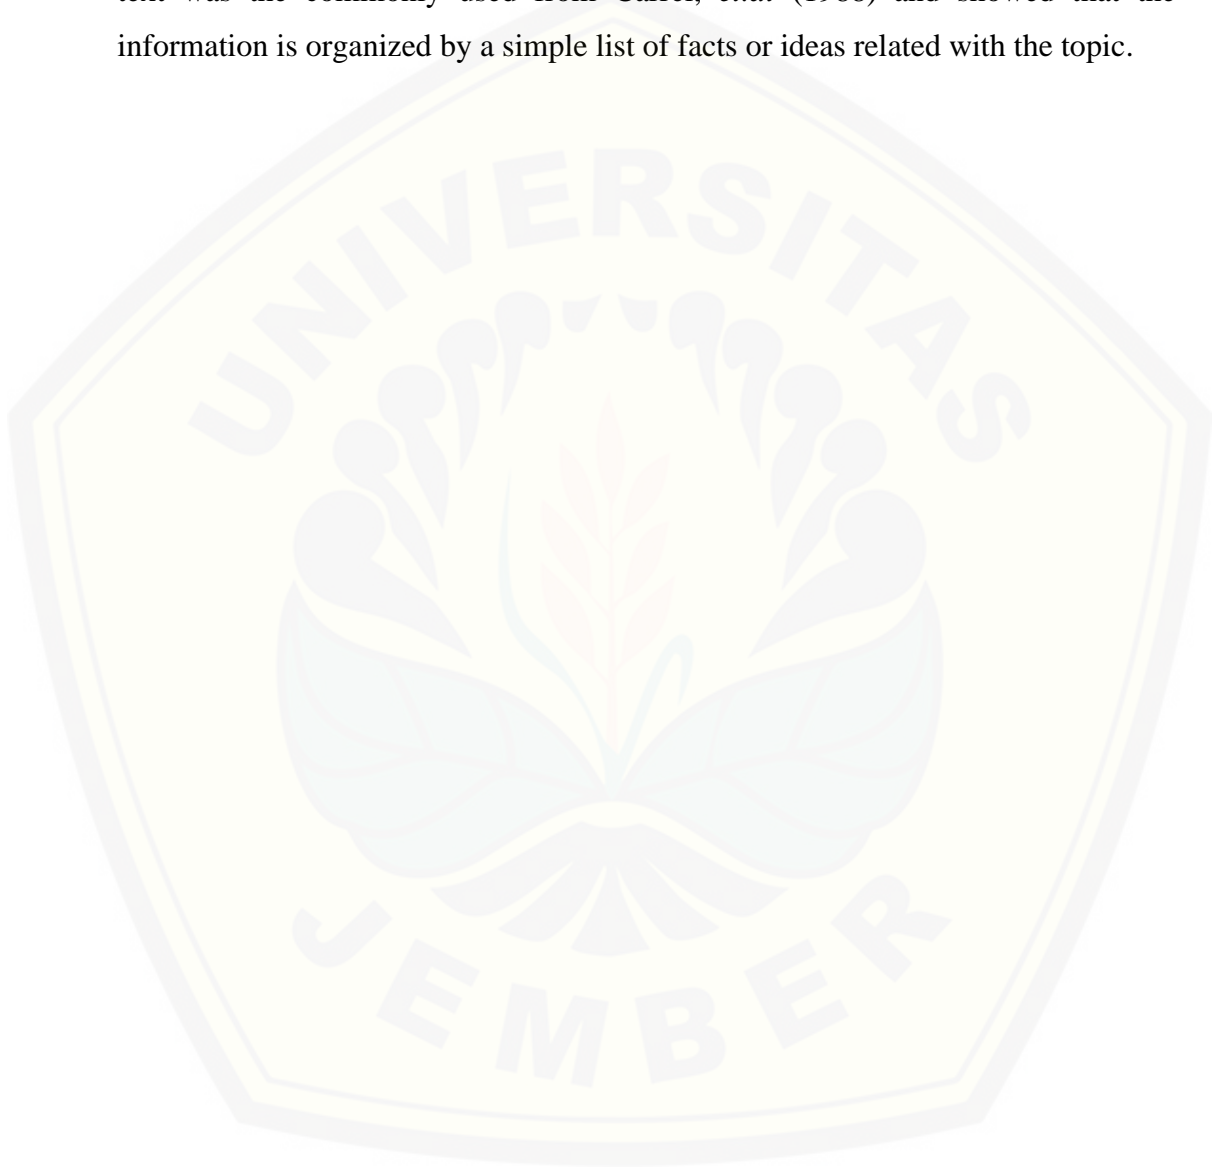 text was the commonly used from Carrel, et.al (1988) and showed that the
information is organized by a simple list of facts or ideas related with the topic.
UNIVERSITAS
JEMBER